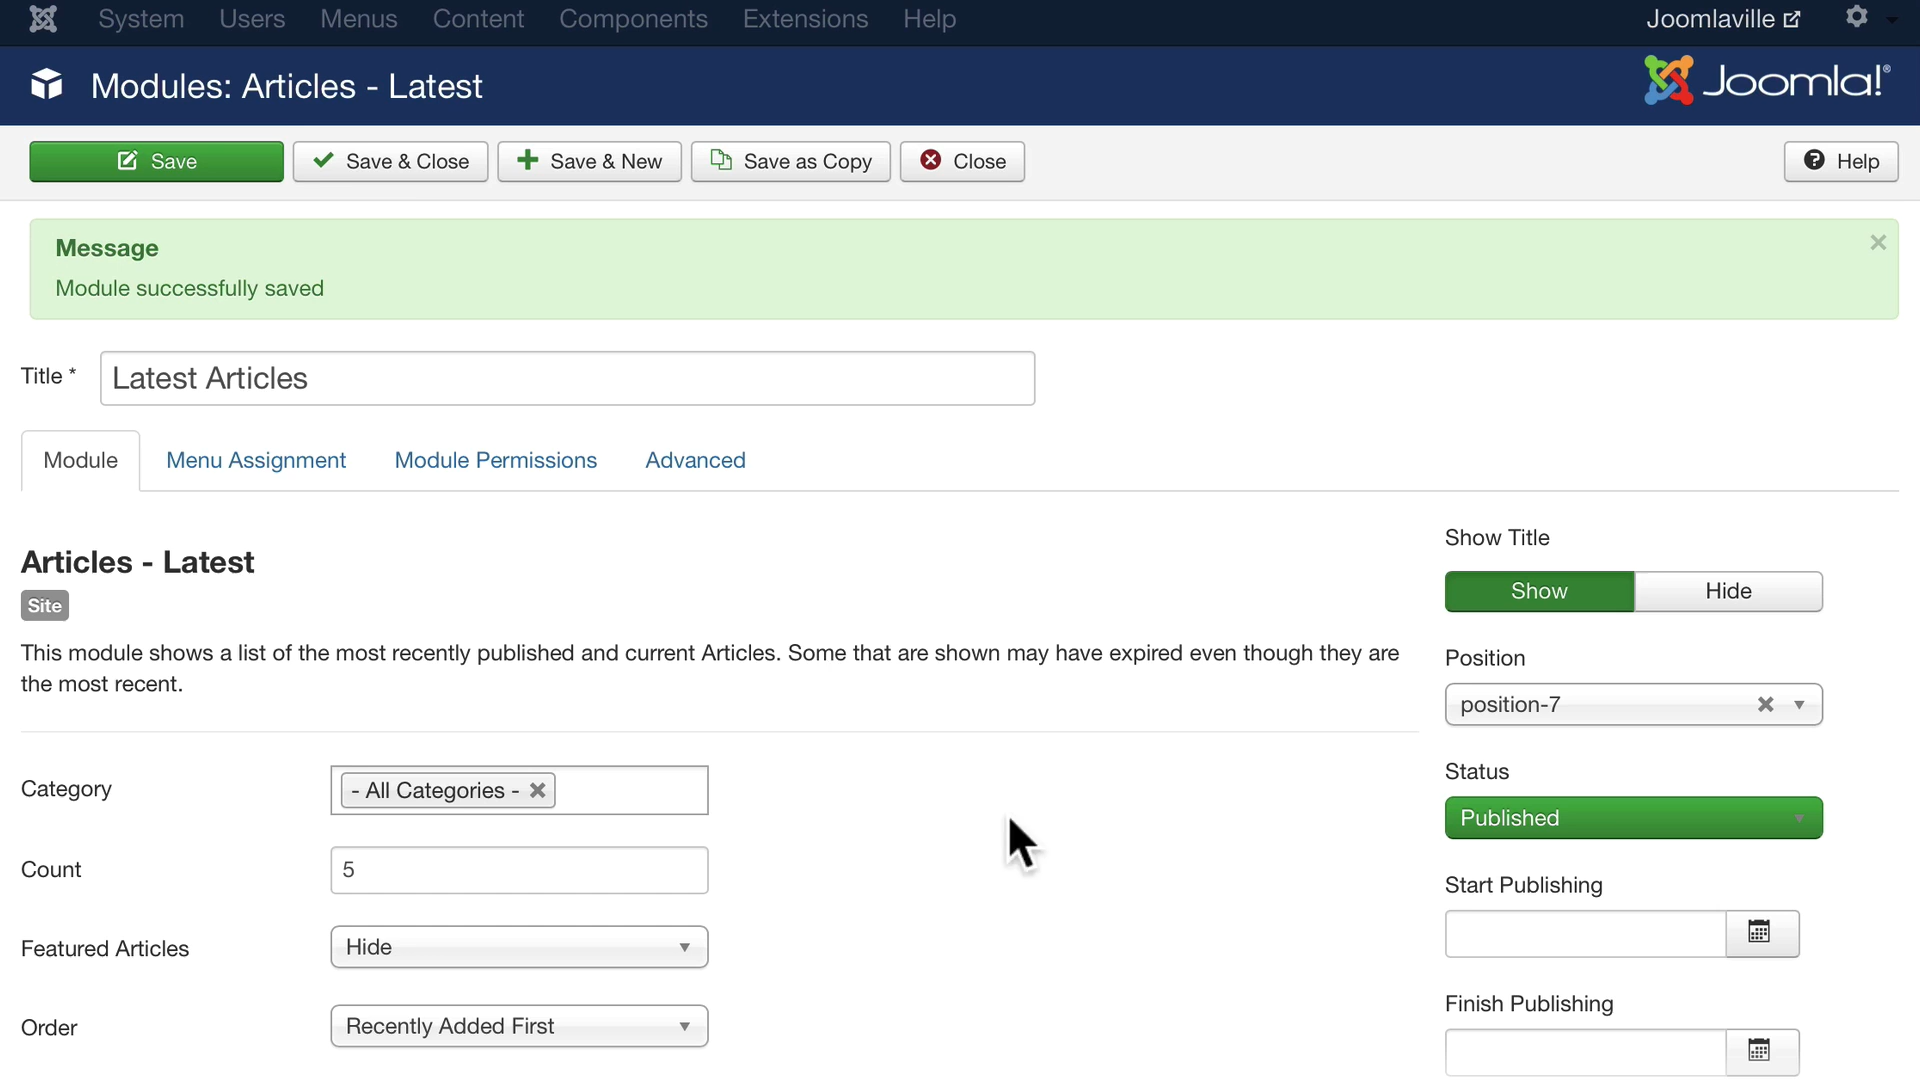 System Users Menus Content Components Extensions Help Joomlaville
Modules: Articles - Latest Joomla!®
Save Save & Close Save & New Save as Copy Close Help
Message
Module successfully saved
Title * Latest Articles
Module Menu Assignment Module Permissions Advanced
Articles - Latest
Site
This module shows a list of the most recently published and current Articles. Some that are shown may have expired even though they are
the most recent.
Category - All Categories -
Count 5
Featured Articles Hide
Order Recently Added First
Show Title
Show Hide
Position
position-7
Status
Published
Start Publishing
Finish Publishing